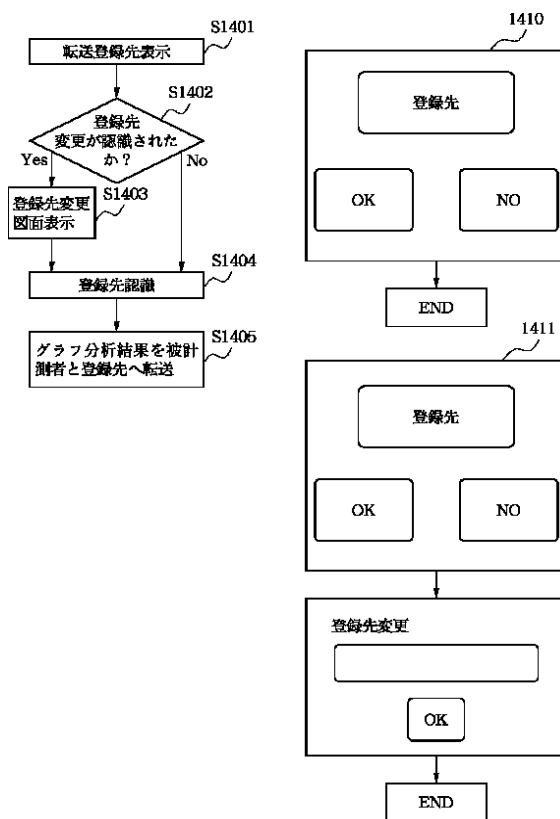 S1401
転送登録先表示
S1402
登録先
変更が認識された
か？
Yes
No
S1403
登録先変更
図面表示
S1404
登録先認識
S1405
グラフ分析結果を被計
測者と登録先へ転送
1410
登録先
OK
NO
END
1411
登録先
OK
NO
登録先変更
OK
END